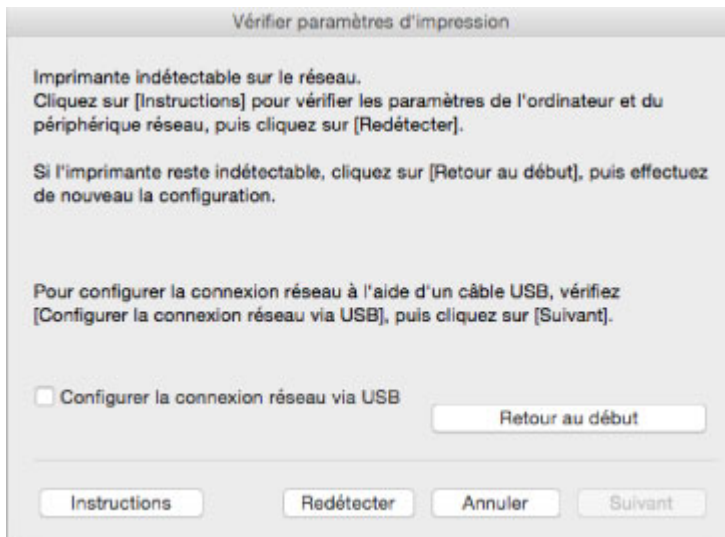 Vérifier paramètres d'impression
Imprimante indétectable sur le réseau.
Cliquez sur [Instructions] pour vérifier les paramètres de l'ordinateur et du
périphérique réseau, puis cliquez sur [Redétecter].
Si l'imprimante reste indétectable, cliquez sur [Retour au début], puis effectuez
de nouveau la configuration.
Pour configurer la connexion réseau à l'aide d'un câble USB, vérifiez
[Configurer la connexion réseau via USB], puis cliquez sur [Suivant].
Configurer la connexion réseau via USB
Retour au début
Instructions Redétecter Annuler Suivant